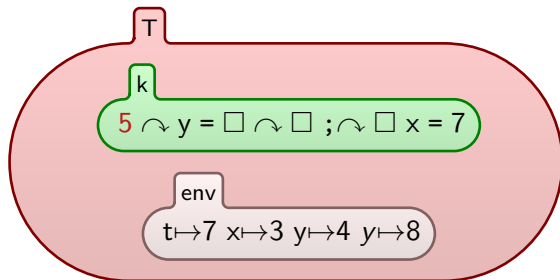 T
k
5 ↷ y = □ ↷ □ ; ↷ □ x = 7
env
t↦7 x↦3 y↦4 y↦8